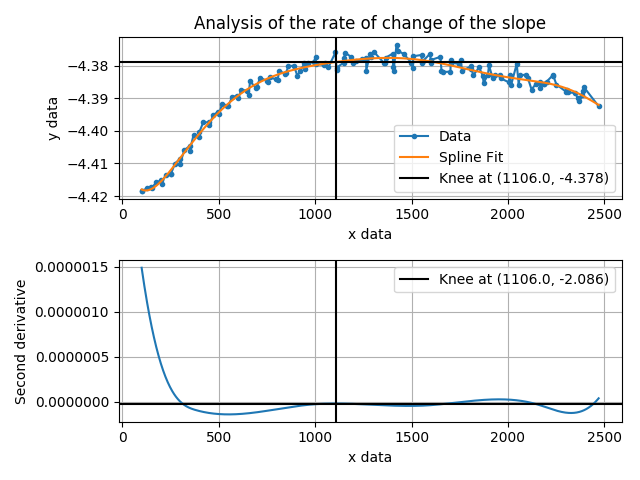 Analysis of the rate of change of the slope
−4.38
−4.39
−4.40
−4.41
−4.42
y data
Data
Spline Fit
Knee at (1106.0, -4.378)
0 500 1000 1500 2000 2500
x data
0.0000015
0.0000010
0.0000005
0.0000000
Second derivative
Knee at (1106.0, -2.086)
0 500 1000 1500 2000 2500
x data